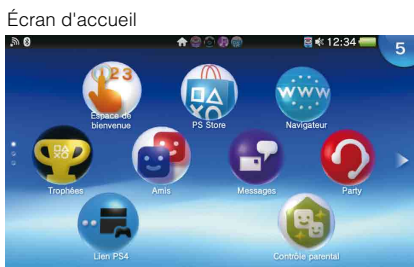 Écran d'accueil
12:34
5
123
www
Espace de
bienvenue
PS Store
Navigateur
Trophées
Amis
Messages
Party
Lien PS4
Contrôle parental